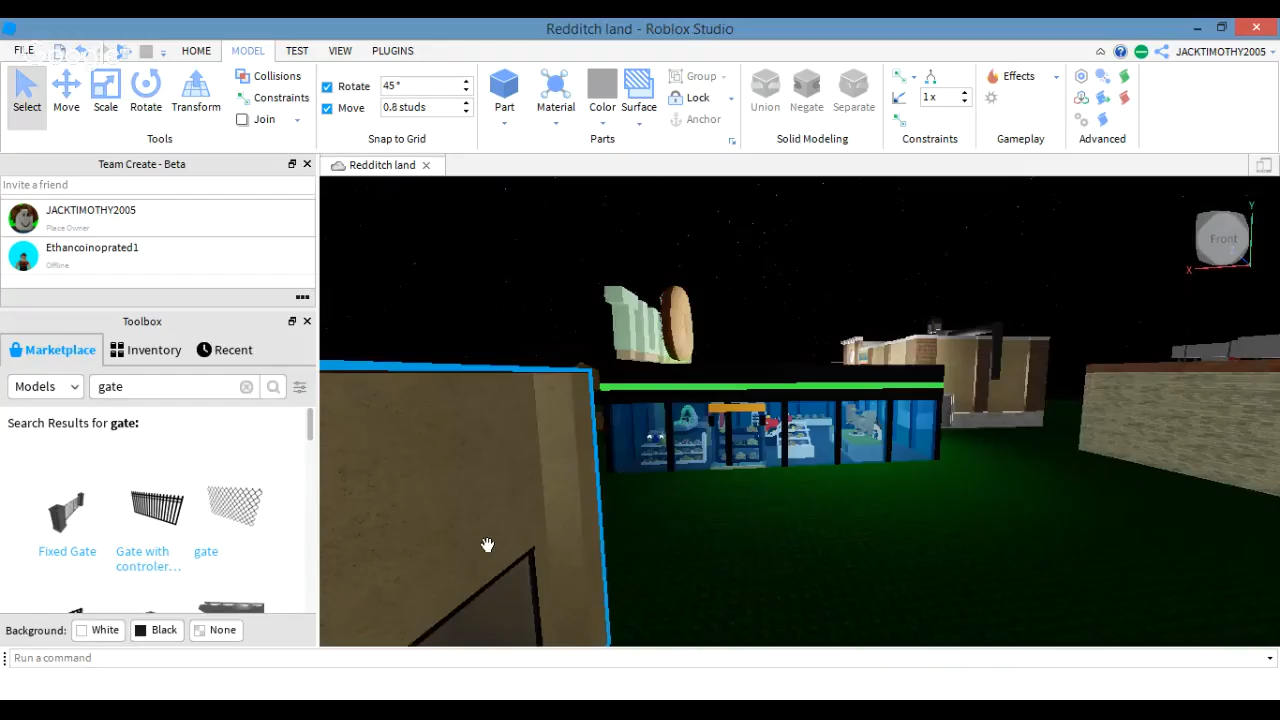 Redditch land - Roblox Studio
FILE HOME MODEL TEST VIEW PLUGINS JACKTIMOTHY2005
Select Move Scale Rotate Transform
Collisions
Constraints
Join
Tools
Rotate 45°
Move 0.8 studs
Snap to Grid
Part Material Color Surface
Group
Lock
Anchor
Parts
Union Negate Separate
Solid Modeling
1 x
Constraints
Effects
Gameplay
Advanced
Team Create - Beta
Invite a friend
JACKTIMOTHY2005
Place Owner
Ethancoinoprated1
Offline
Toolbox
Marketplace Inventory Recent
Models gate
Search Results for gate:
Fixed Gate
Gate with
controler...
gate
Background: White Black None
Run a command
Redditch land
Front
Y
X
Z